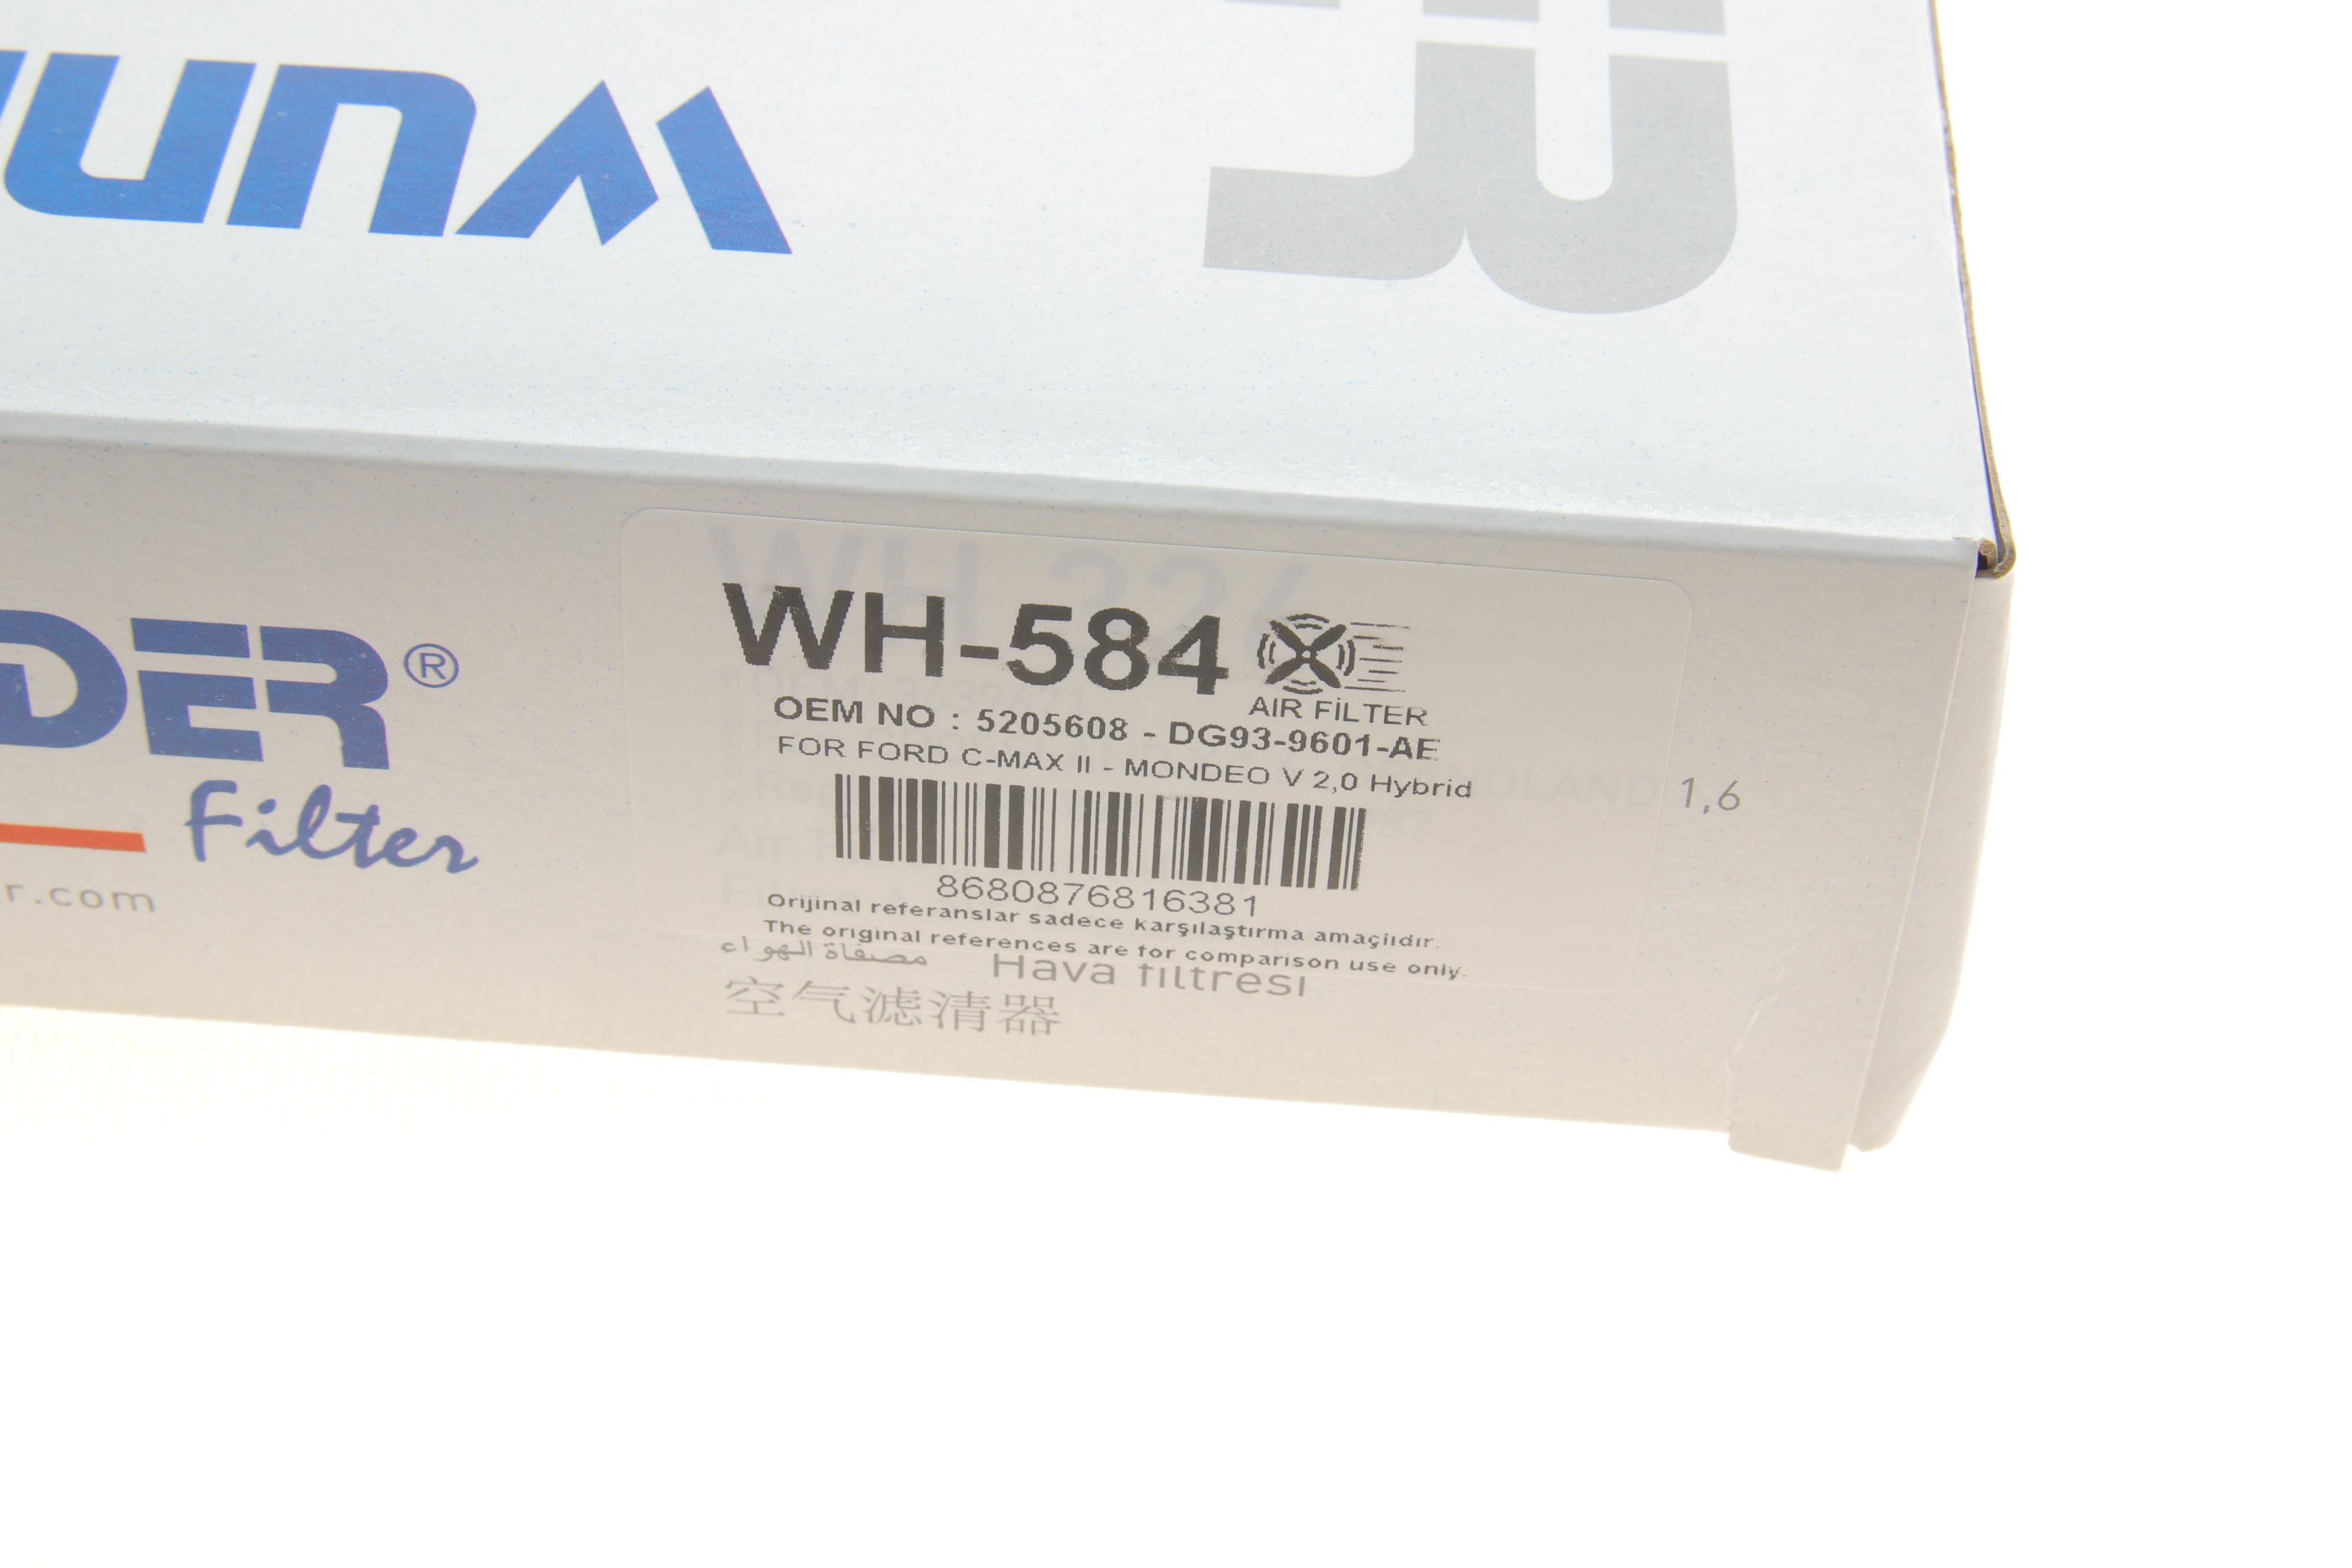 DER®
Filter
r.com
WH-584
AIR FİLTER
OEM NO : 5205608 - DG93-9601-AE
FOR FORD C-MAX II - MONDEO V 2,0 Hybrid
1,6
8680876816381
Orijinal referanslar sadece karşılaştırma amaçlıdır.
The original references are for comparison use only.
مصفاة الهواء Hava filtresi
空气滤清器